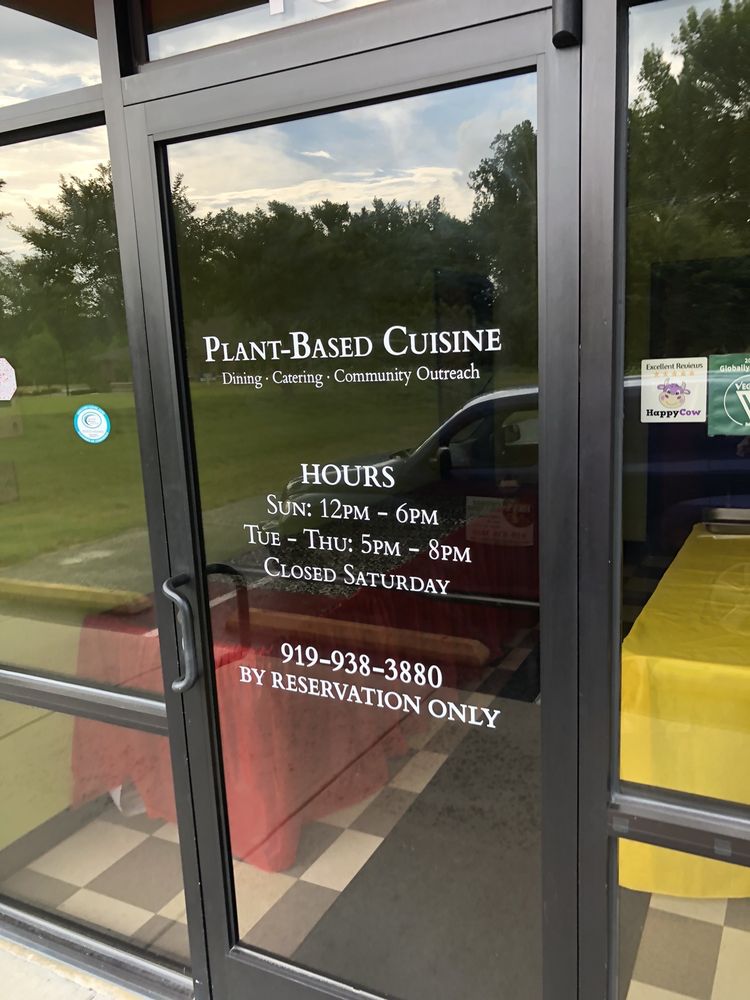 Plant-Based Cuisine
Dining · Catering · Community Outreach
HOURS
Sun: 12pm – 6pm
Tue – Thu: 5pm – 8pm
Closed Saturday
919-938-3880
BY RESERVATION ONLY
Excellent Reviews
HappyCow
Globally